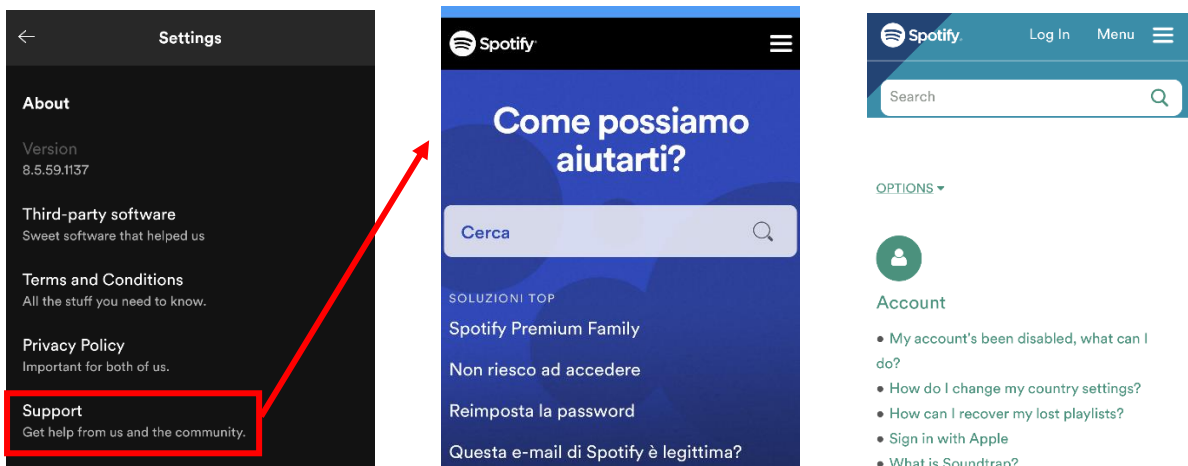 Settings
About
Version
8.5.59.1137
Third-party software
Sweet software that helped us
Terms and Conditions
All the stuff you need to know.
Privacy Policy
Important for both of us.
Support
Get help from us and the community.
Spotify
Come possiamo
aiutarti?
Cerca
SOLUZIONI TOP
Spotify Premium Family
Non riesco ad accedere
Reimposta la password
Questa e-mail di Spotify è legittima?
Spotify Log In Menu
Search
OPTIONS
Account
• My account's been disabled, what can I
do?
• How do I change my country settings?
• How can I recover my lost playlists?
• Sign in with Apple
• What is Soundtrap?